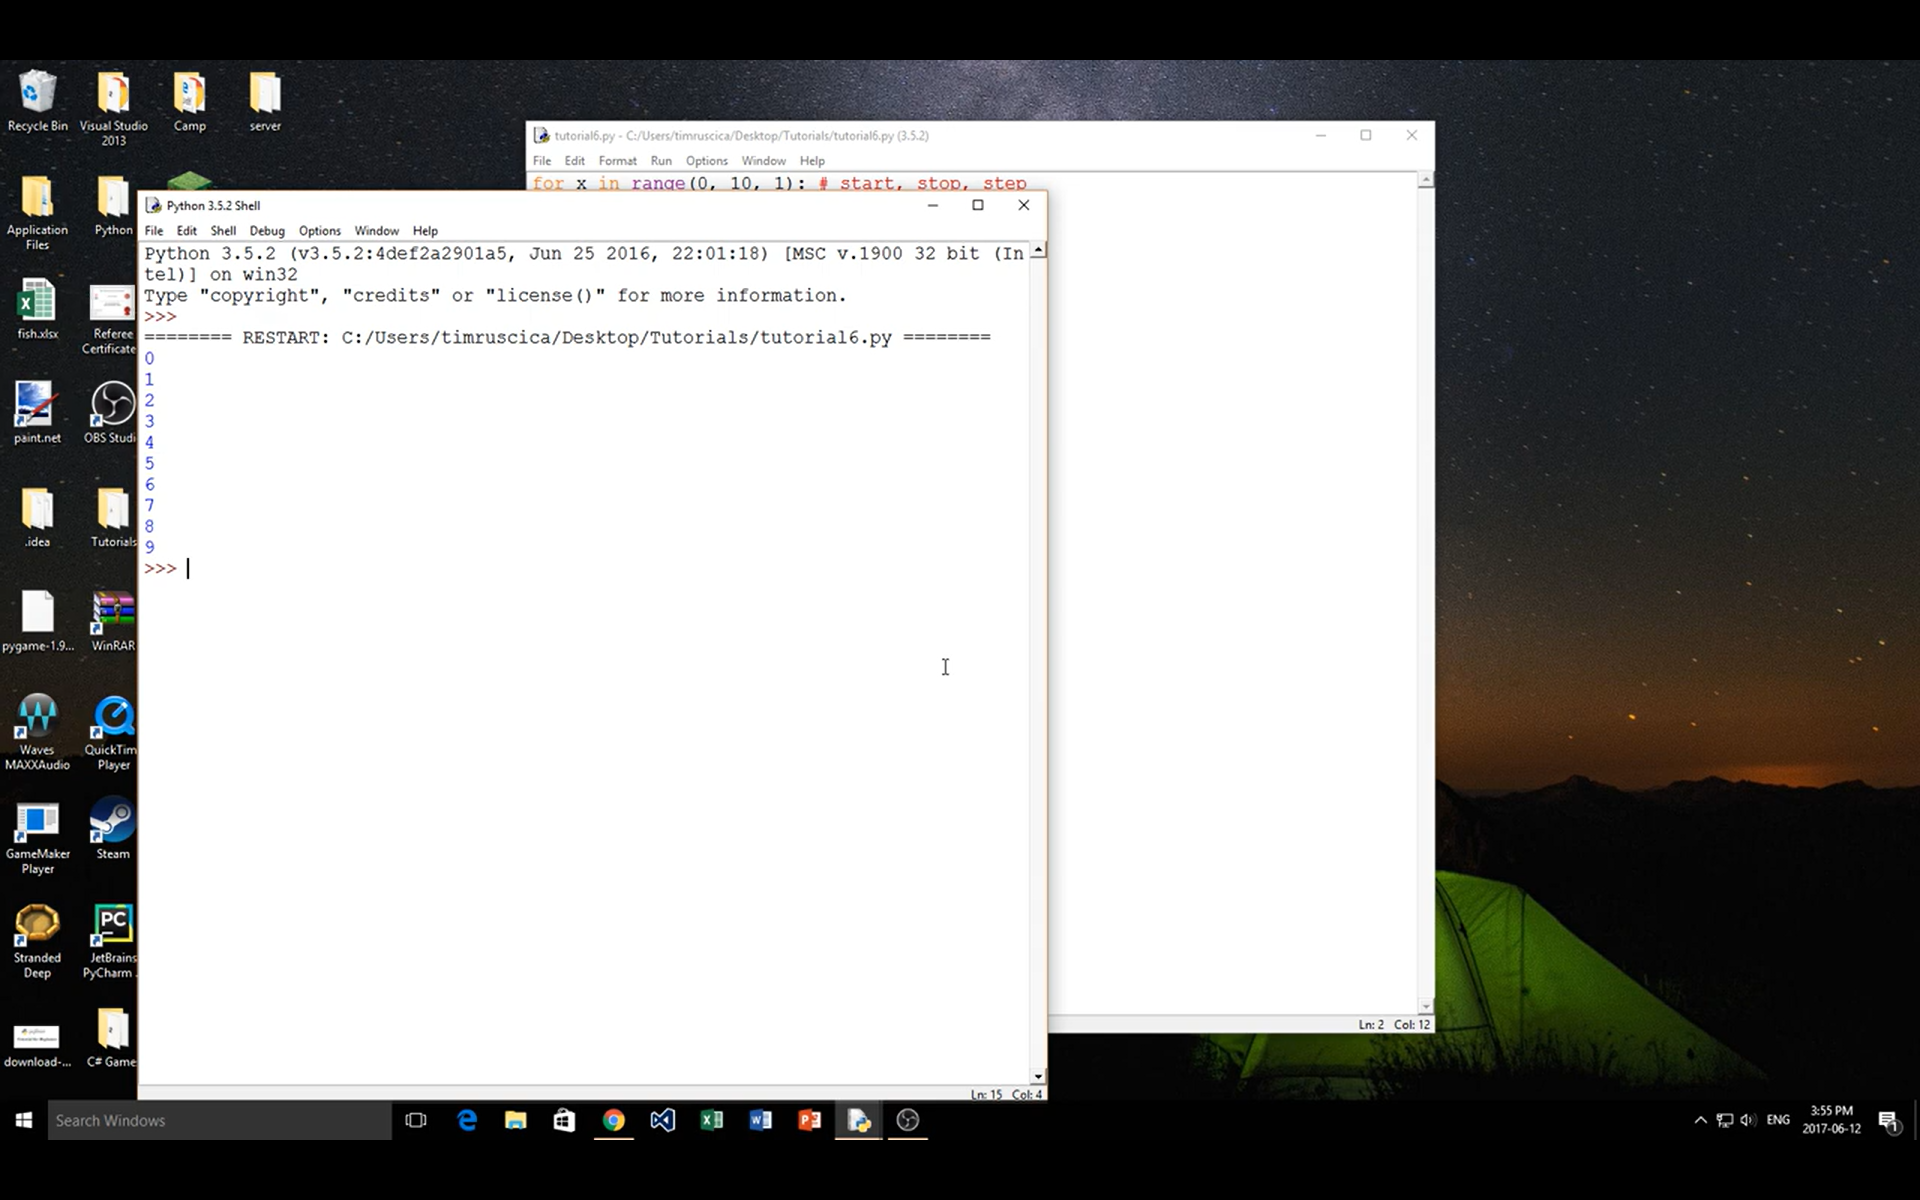 Recycle Bin
Visual Studio 2013
Camp
server
Application Files
Python
fish.xlsx
Referee Certificate
paint.net
OBS Studi
.idea
Tutorials
pygame-1.9...
WinRAR
Waves MAXXAudio
QuickTim Player
GameMaker Player
Steam
Stranded Deep
JetBrains PyCharm .
download-...
C# Game
tutorial6.py - C:/Users/timruscica/Desktop/Tutorials/tutorial6.py (3.5.2)
File Edit Format Run Options Window Help
for x in range(0, 10, 1): # start, stop, step
Ln: 2 Col: 12
Python 3.5.2 Shell
File Edit Shell Debug Options Window Help
Python 3.5.2 (v3.5.2:4def2a2901a5, Jun 25 2016, 22:01:18) [MSC v.1900 32 bit (In
tel)] on win32
Type "copyright", "credits" or "license()" for more information.
>>>
======== RESTART: C:/Users/timruscica/Desktop/Tutorials/tutorial6.py ========
0
1
2
3
4
5
6
7
8
9
>>>
Ln: 15 Col: 4
Search Windows
ENG
3:55 PM
2017-06-12
1